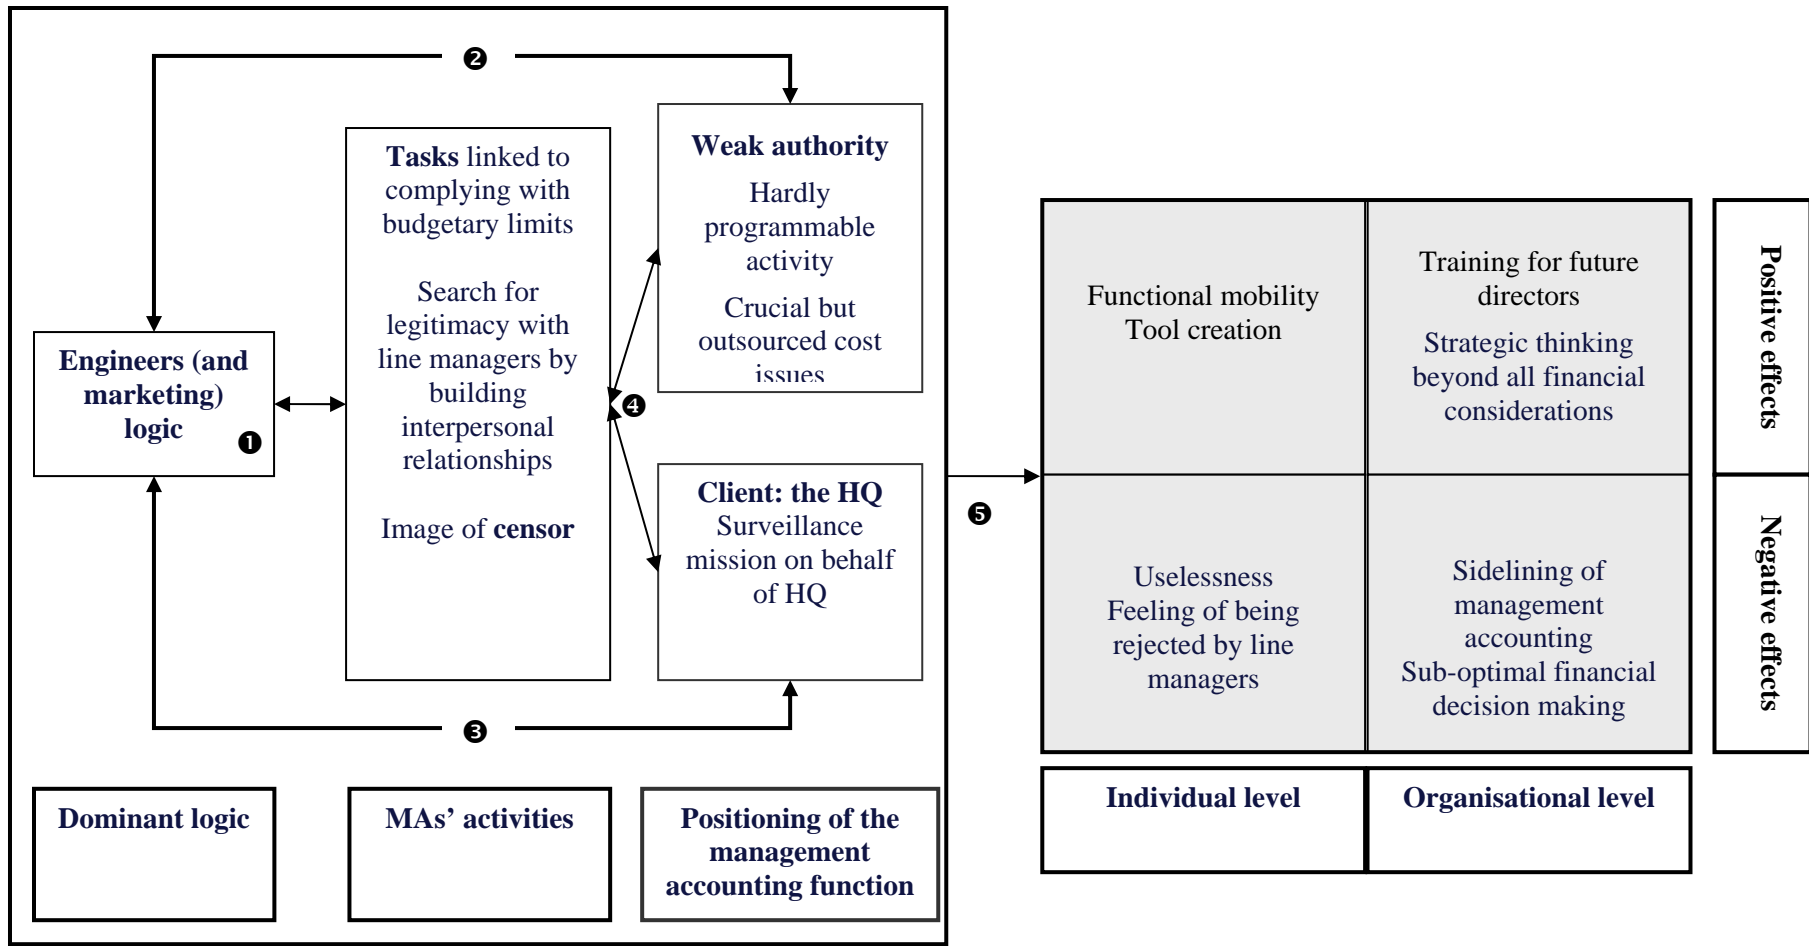 ❷
Engineers (and
marketing)
logic
❶
Tasks linked to
complying with
budgetary limits
Search for
legitimacy with
line managers by
building
interpersonal
relationships
Image of censor
Weak authority
Hardly
programmable
activity
Crucial but
outsourced cost
issues
❹
Client: the HQ
Surveillance
mission on behalf
of HQ
❸
Dominant logic
MAs’ activities
Positioning of the
management
accounting function
❺
Functional mobility
Tool creation
Training for future
directors
Strategic thinking
beyond all financial
considerations
Positive effects
Uselessness
Feeling of being
rejected by line
managers
Sidelining of
management
accounting
Sub-optimal financial
decision making
Negative effects
Individual level
Organisational level